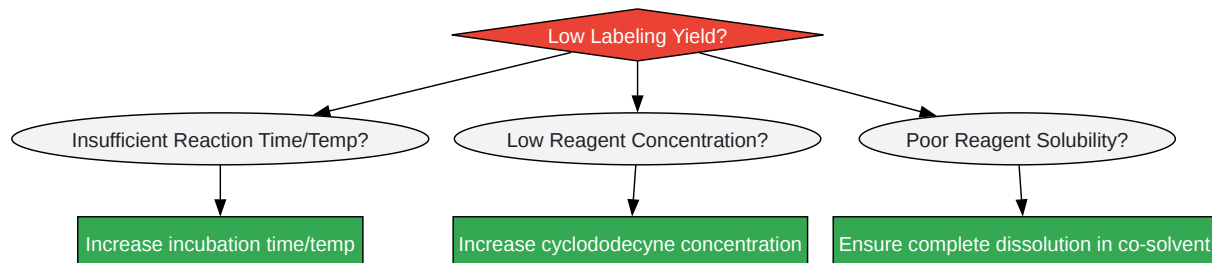 Low Labeling Yield?
Insufficient Reaction Time/Temp?
Low Reagent Concentration?
Poor Reagent Solubility?
Increase incubation time/temp
Increase cyclododecyne concentration
Ensure complete dissolution in co-solvent